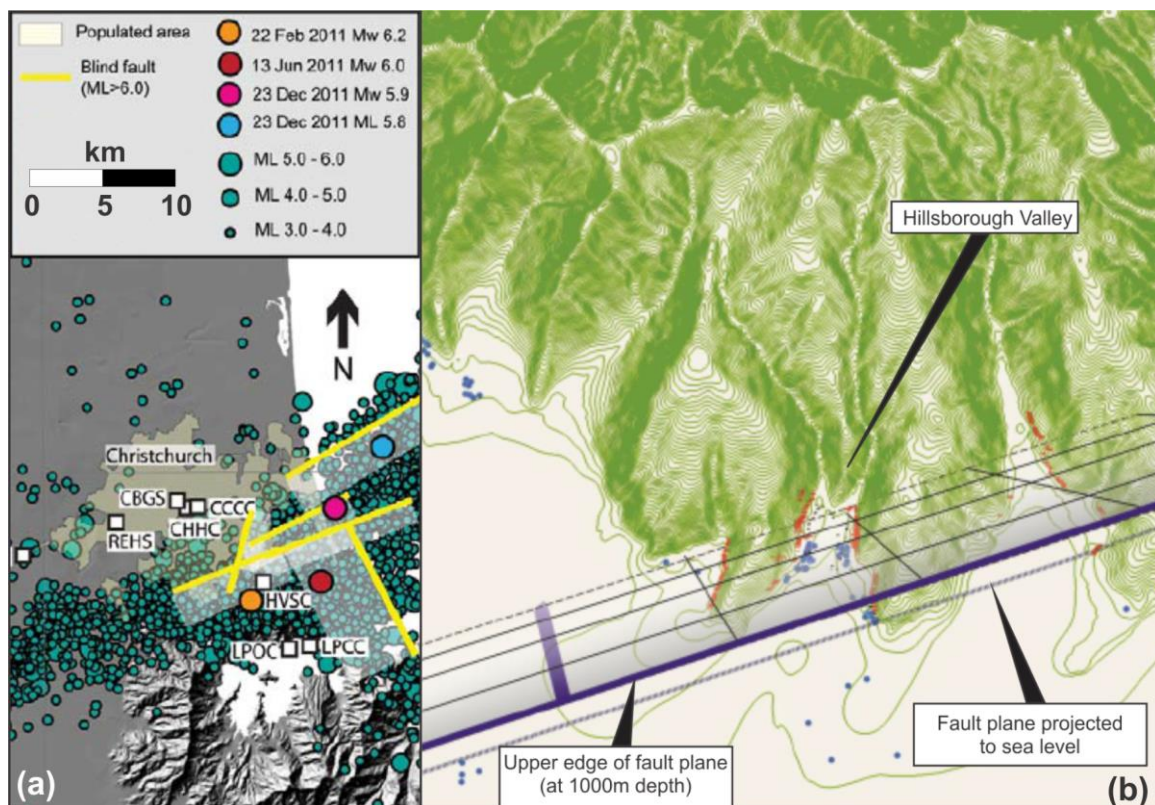 Populated area
Blind fault
(ML>6.0)
km
0 5 10
22 Feb 2011 Mw 6.2
13 Jun 2011 Mw 6.0
23 Dec 2011 Mw 5.9
23 Dec 2011 ML 5.8
ML 5.0 - 6.0
ML 4.0 - 5.0
ML 3.0 - 4.0
N
Christchurch
CBGS
CCCC
CHHC
REHS
HVSC
LPOC
LPCC
(a)
Hillsborough Valley
Upper edge of fault plane
(at 1000m depth)
Fault plane projected
to sea level
(b)